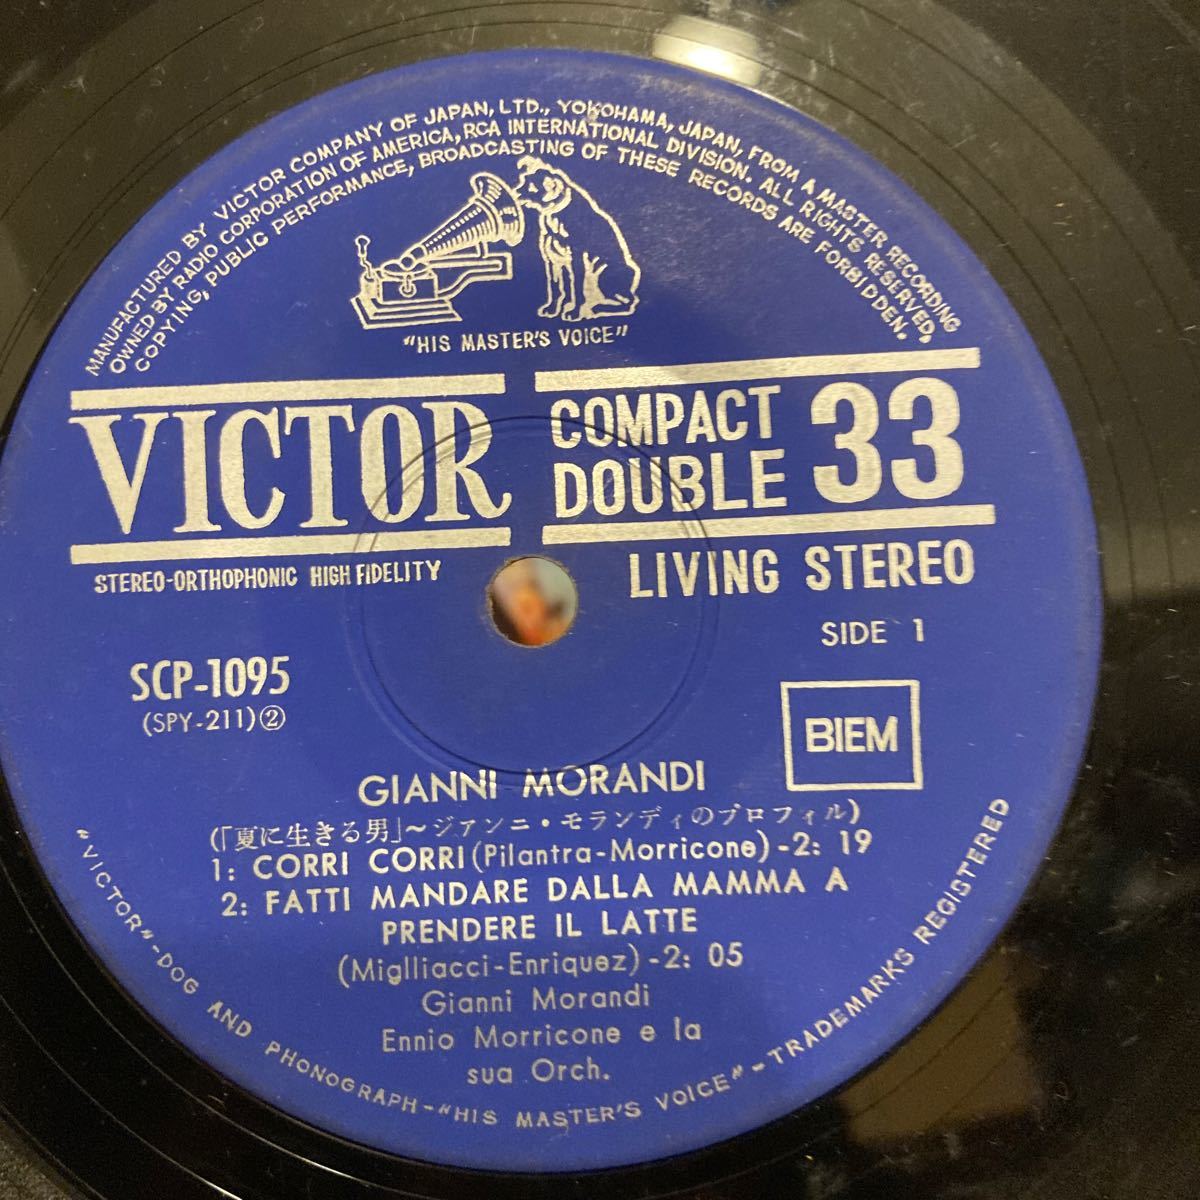 MANUFACTURED BY VICTOR COMPANY OF JAPAN, LTD., YOKOHAMA, JAPAN, FROM A MASTER RECORDING
OWNED BY RADIO CORPORATION OF AMERICA, RCA INTERNATIONAL DIVISION. ALL RIGHTS RESERVED,
COPYING, PUBLIC PERFORMANCE, BROADCASTING OF THESE RECORDS ARE FORBIDDEN.
"HIS MASTER'S VOICE"
VICTOR
COMPACT
DOUBLE 33
STEREO-ORTHOPHONIC HIGH FIDELITY
LIVING STEREO
SIDE 1
SCP-1095
(SPY-211)②
BIEM
GIANNI MORANDI
(「夏に生きる男」~ジアンニ・モランディのプロフィル)
1: CORRI CORRI (Pilantra-Morricone)-2: 19
2: FATTI MANDARE DALLA MAMMA A
PRENDERE IL LATTE
(Miglliacci-Enriquez)-2: 05
Gianni Morandi
Ennio Morricone e la
sua Orch.
"VICTOR"-DOG AND PHONOGRAPH-"HIS MASTER'S VOICE"-TRADEMARKS REGISTERED